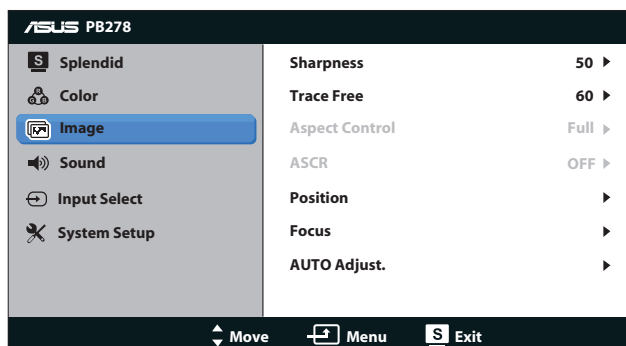 ASUS PB278
S Splendid
Color
Image
Sound
Input Select
System Setup
Sharpness 50
Trace Free 60
Aspect Control Full
ASCR OFF
Position
Focus
AUTO Adjust.
Move Menu S Exit